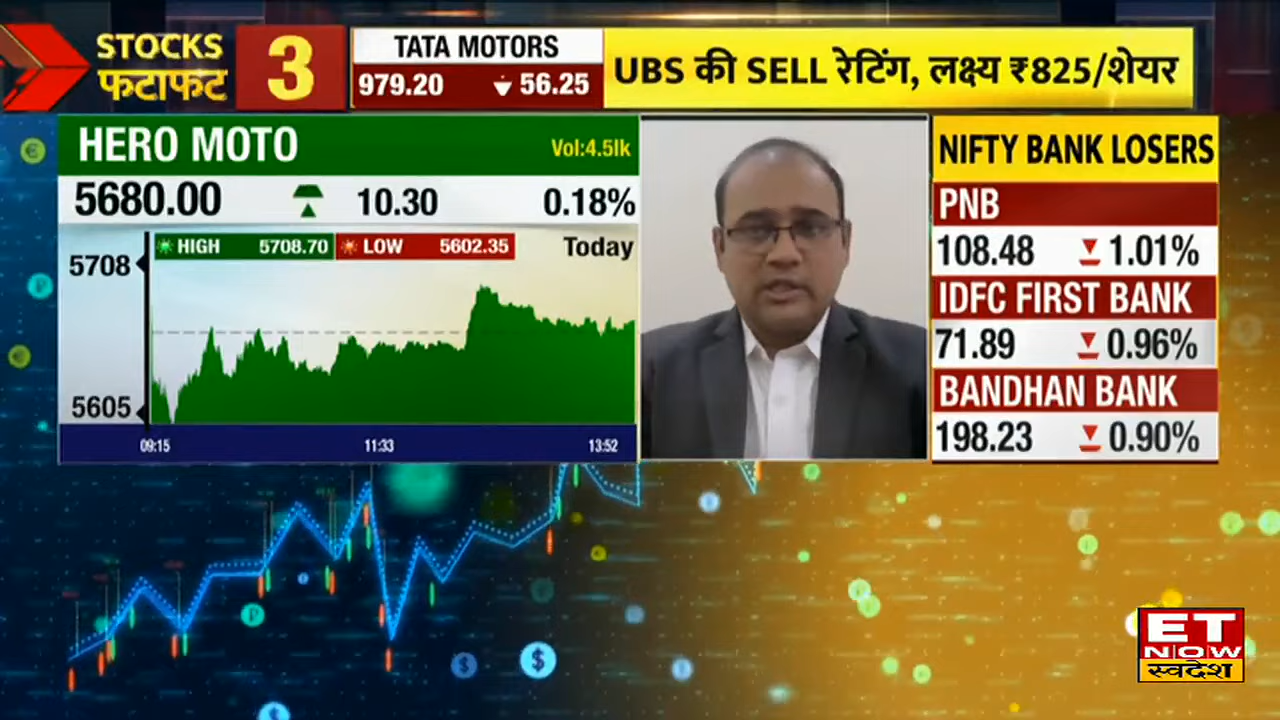 STOCKS
फटाफट
3
TATA MOTORS
979.20 56.25
UBS की SELL रेटिंग, लक्ष्य ₹825/शेयर
HERO MOTO Vol:4.5lk
5680.00 10.30 0.18%
HIGH 5708.70 LOW 5602.35 Today
5708
5605
09:15 11:33 13:52
NIFTY BANK LOSERS
PNB
108.48 1.01%
IDFC FIRST BANK
71.89 0.96%
BANDHAN BANK
198.23 0.90%
ET
NOW
स्वदेश